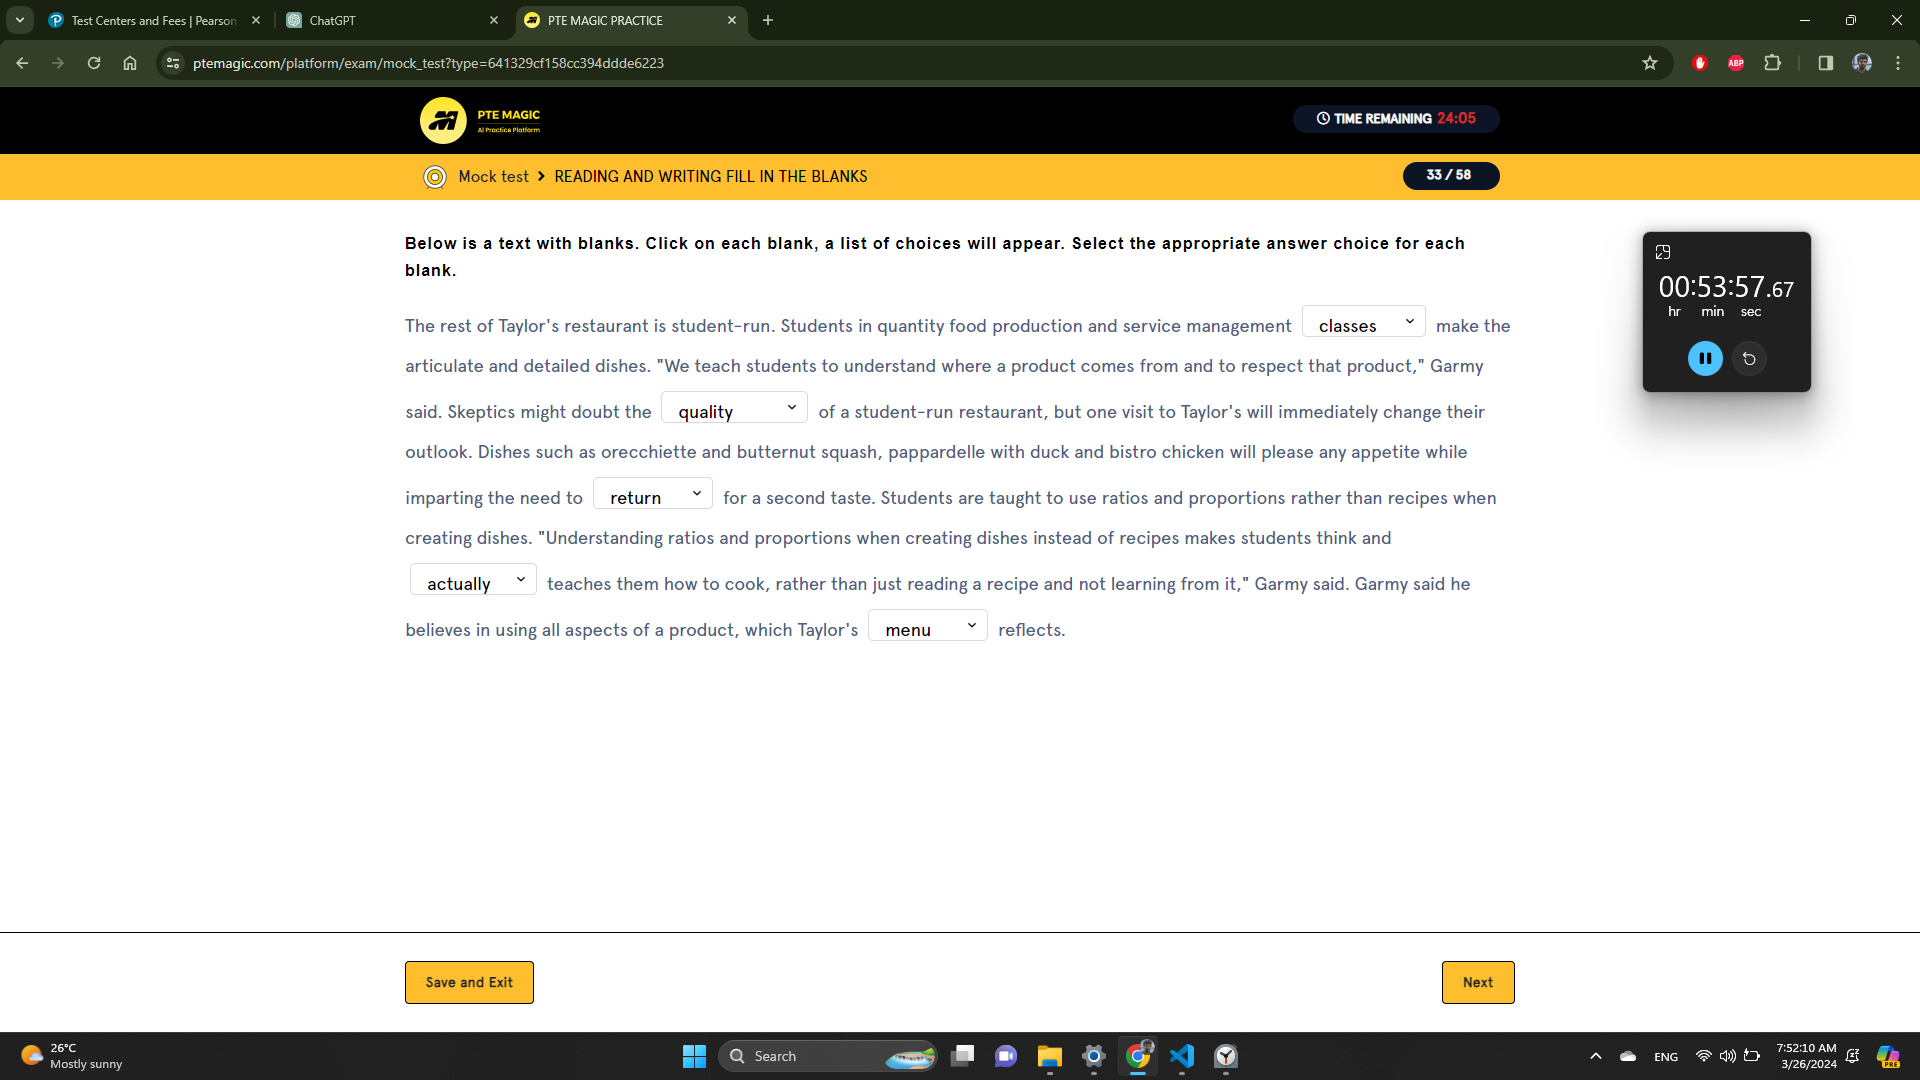 Test Centers and Fees | Pearson
ChatGPT
PTE MAGIC PRACTICE
ptemagic.com/platform/exam/mock_test?type=641329cf158cc394ddde6223
ABP
PTE MAGIC
AI Practice Platform
TIME REMAINING 24:05
Mock test > READING AND WRITING FILL IN THE BLANKS
33 / 58
Below is a text with blanks. Click on each blank, a list of choices will appear. Select the appropriate answer choice for each
blank.
00:53:57.67
hr min sec
The rest of Taylor's restaurant is student-run. Students in quantity food production and service management classes make the
articulate and detailed dishes. "We teach students to understand where a product comes from and to respect that product," Garmy
said. Skeptics might doubt the quality of a student-run restaurant, but one visit to Taylor's will immediately change their
outlook. Dishes such as orecchiette and butternut squash, pappardelle with duck and bistro chicken will please any appetite while
imparting the need to return for a second taste. Students are taught to use ratios and proportions rather than recipes when
creating dishes. "Understanding ratios and proportions when creating dishes instead of recipes makes students think and
actually teaches them how to cook, rather than just reading a recipe and not learning from it," Garmy said. Garmy said he
believes in using all aspects of a product, which Taylor's menu reflects.
Save and Exit
Next
26°C
Mostly sunny
Search
ENG
7:52:10 AM
3/26/2024
PRE